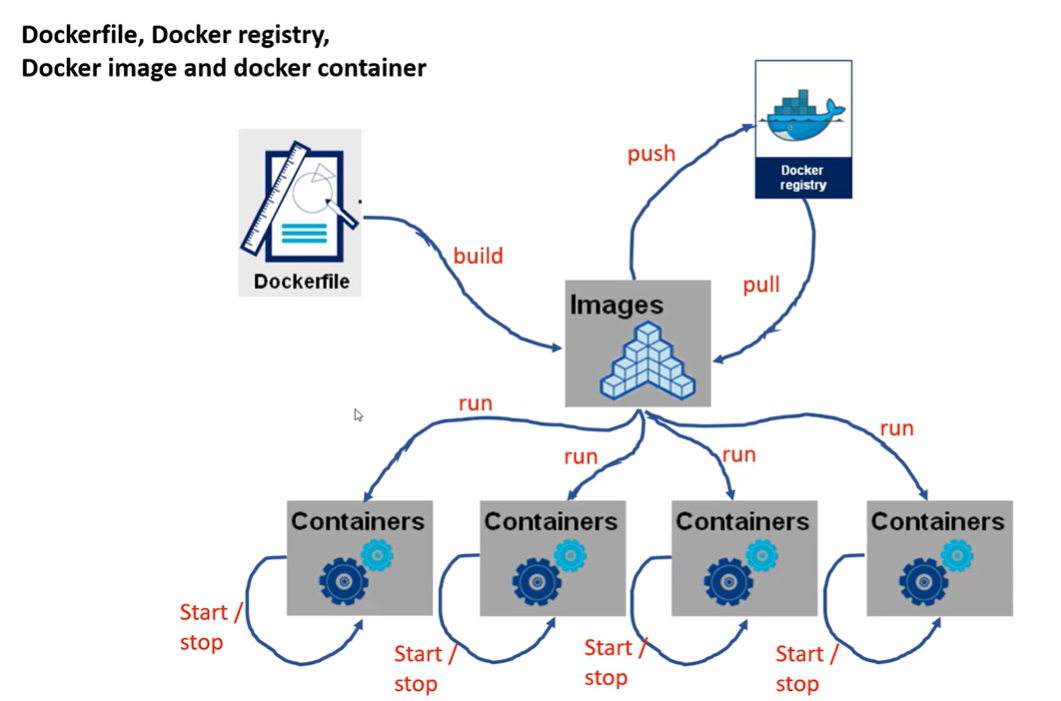 Dockerfile, Docker registry,
Docker image and docker container
Docker
registry
push
build
Dockerfile
pull
Images
run
run
run
run
Containers
Containers
Containers
Containers
Start /
stop
Start /
stop
Start /
stop
Start /
stop